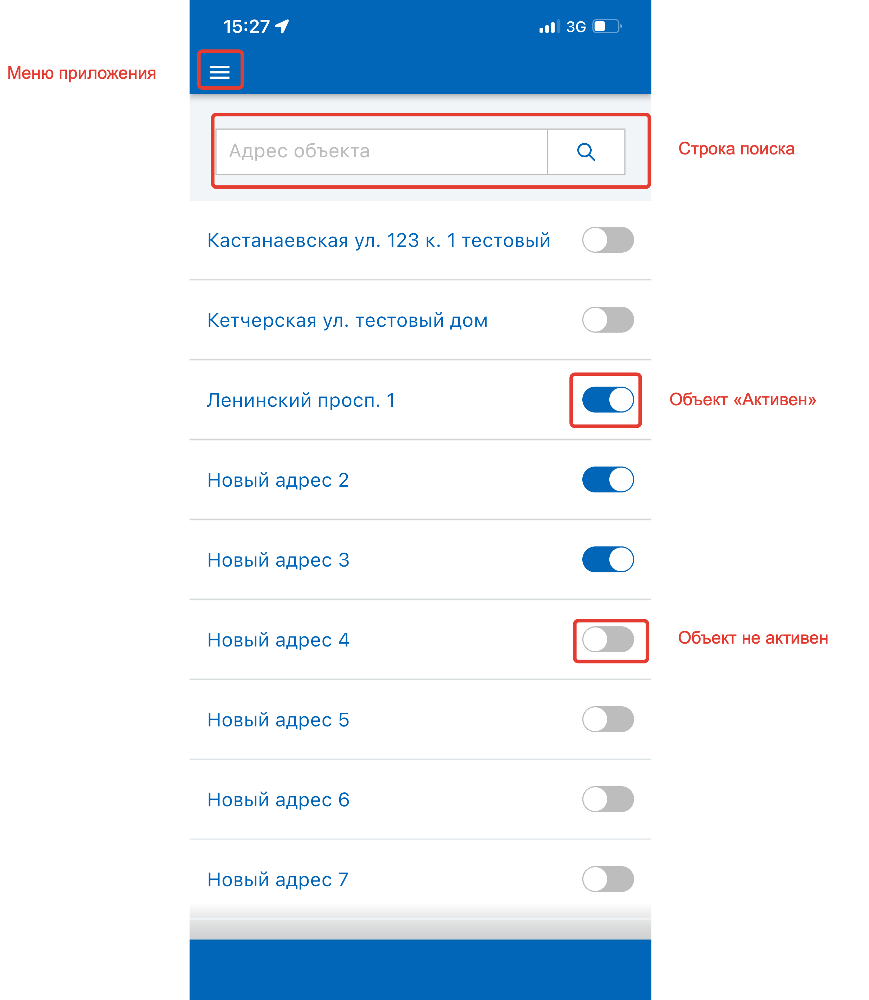 15:27
3G
Меню приложения
Адрес объекта
Строка поиска
Кастанаевская ул. 123 к. 1 тестовый
Кетчерская ул. тестовый дом
Ленинский просп. 1
Объект «Активен»
Новый адрес 2
Новый адрес 3
Новый адрес 4
Объект не активен
Новый адрес 5
Новый адрес 6
Новый адрес 7